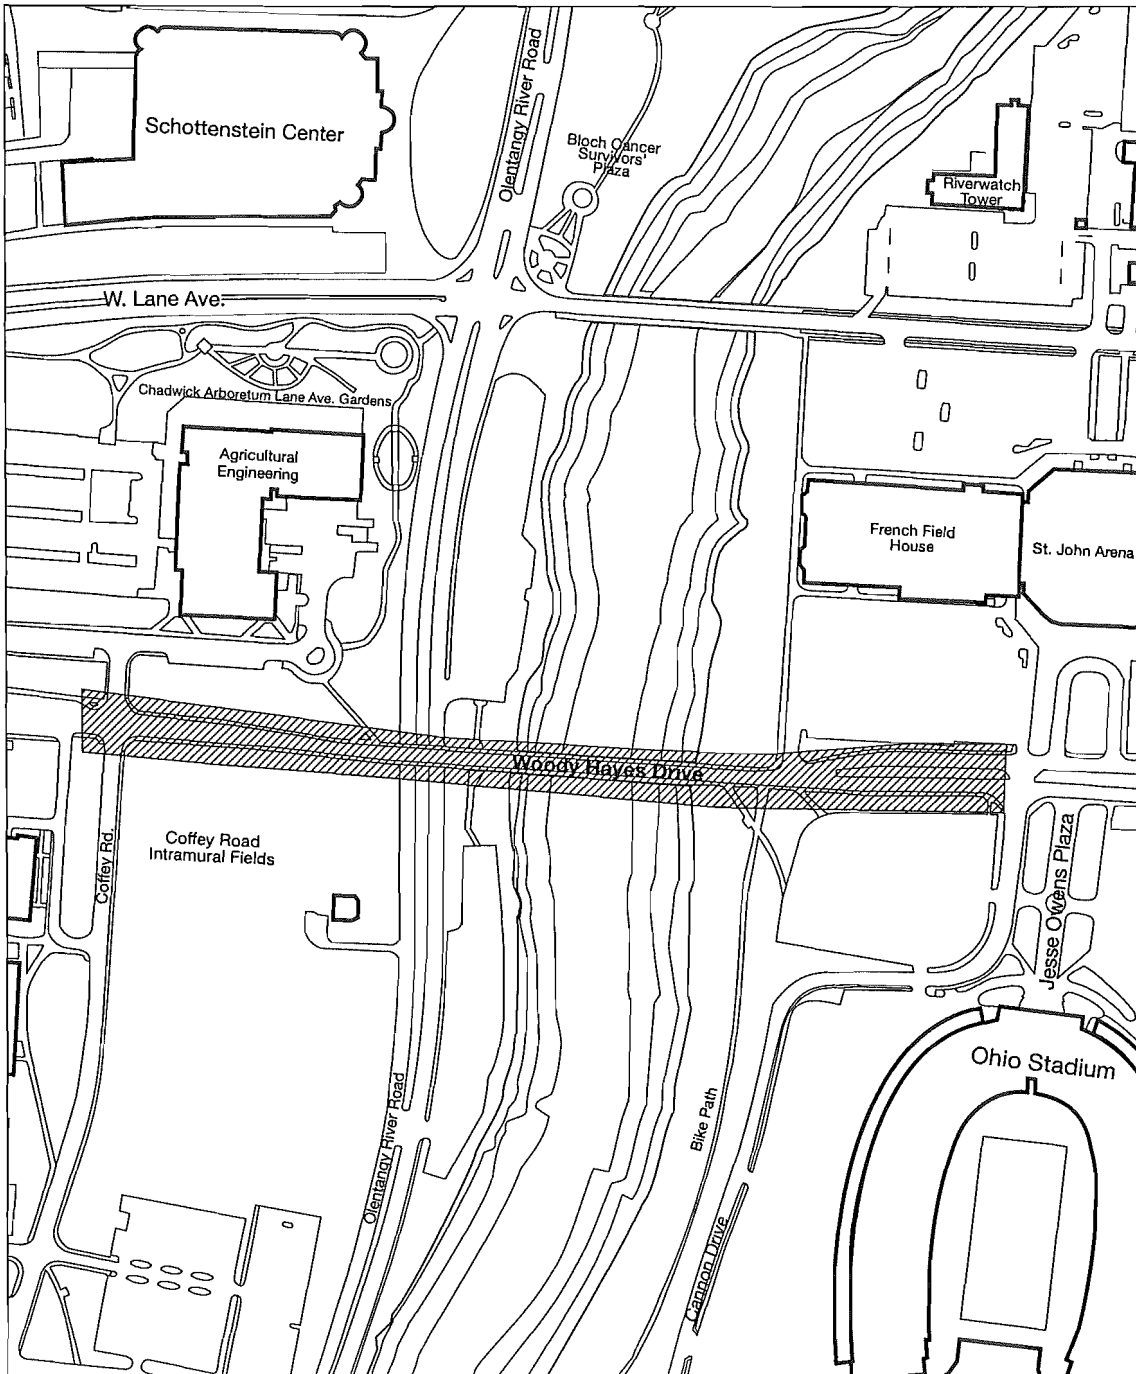 Schottenstein Center
Olentangy River Road
Bloch Cancer
Survivors'
Plaza
Riverwatch
Tower
W. Lane Ave.
Chadwick Arboretum Lane Ave. Gardens
Agricultural
Engineering
French Field
House
St. John Arena
Woody Hayes Drive
Coffey Road
Intramural Fields
Coffey Rd.
Jesse Owens Plaza
Ohio Stadium
Olentangy River Road
Bike Path
Cannon Drive